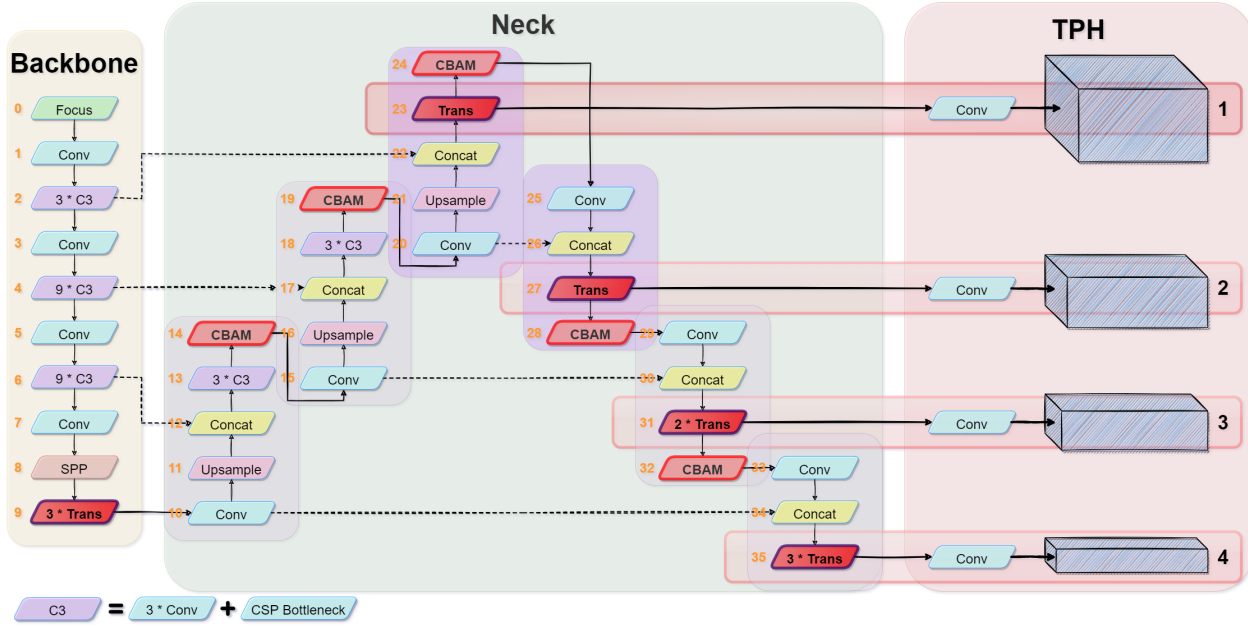 Backbone
0 Focus
1 Conv
2 3 * C3
3 Conv
4 9 * C3
5 Conv
6 9 * C3
7 Conv
8 SPP
9 3 * Trans
Neck
10 Conv
11 Upsample
12 Concat
13 3 * C3
14 CBAM
15 Conv
16 Upsample
17 Concat
18 3 * C3
19 CBAM
20 Conv
21 Upsample
22 Concat
23 Trans
24 CBAM
25 Conv
26 Concat
27 Trans
28 CBAM
29 Conv
30 Concat
31 2 * Trans
32 CBAM
33 Conv
34 Concat
35 3 * Trans
TPH
Conv 1
Conv 2
Conv 3
Conv 4
C3 = 3 * Conv + CSP Bottleneck